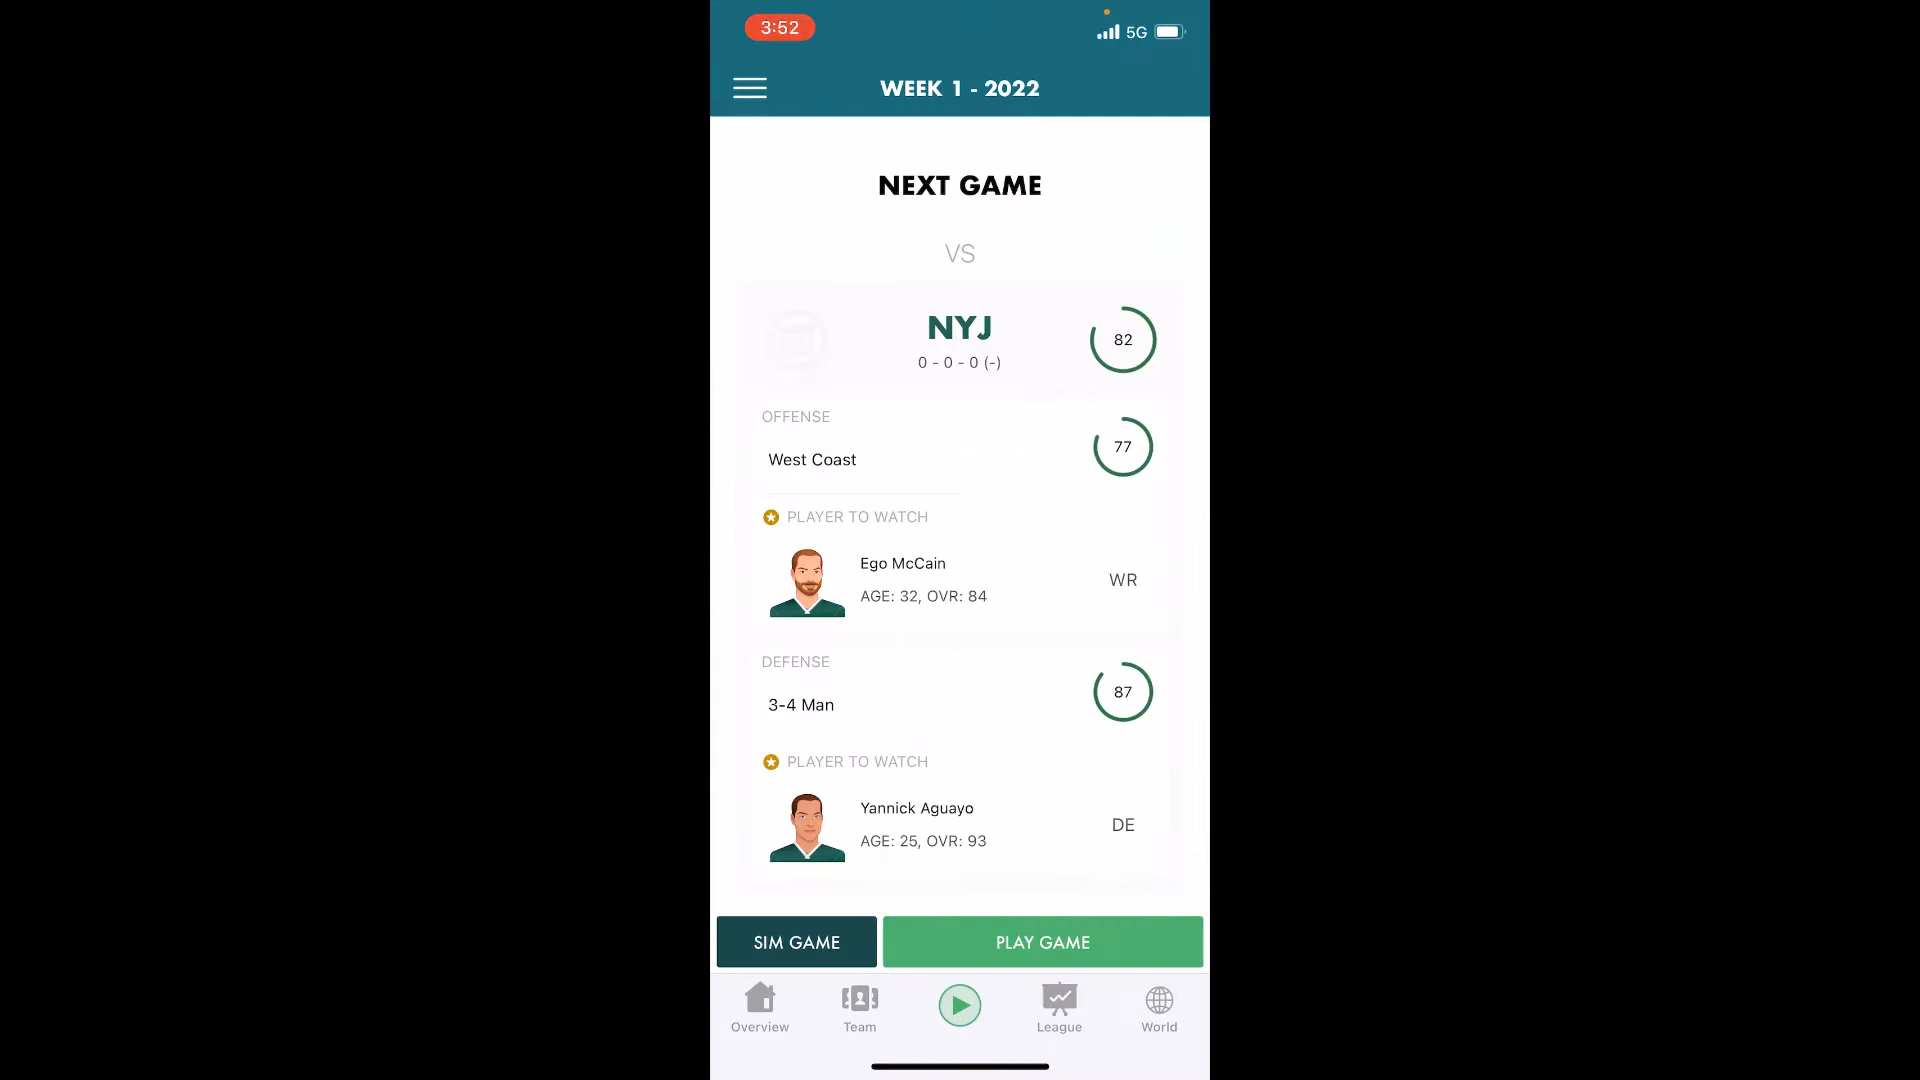 3:52
5G
WEEK 1 - 2022
NEXT GAME
VS
NYJ
82
0 - 0 - 0 (-)
OFFENSE
77
West Coast
PLAYER TO WATCH
Ego McCain
WR
AGE: 32, OVR: 84
DEFENSE
87
3-4 Man
PLAYER TO WATCH
Yannick Aguayo
DE
AGE: 25, OVR: 93
SIM GAME
PLAY GAME
Overview
Team
League
World